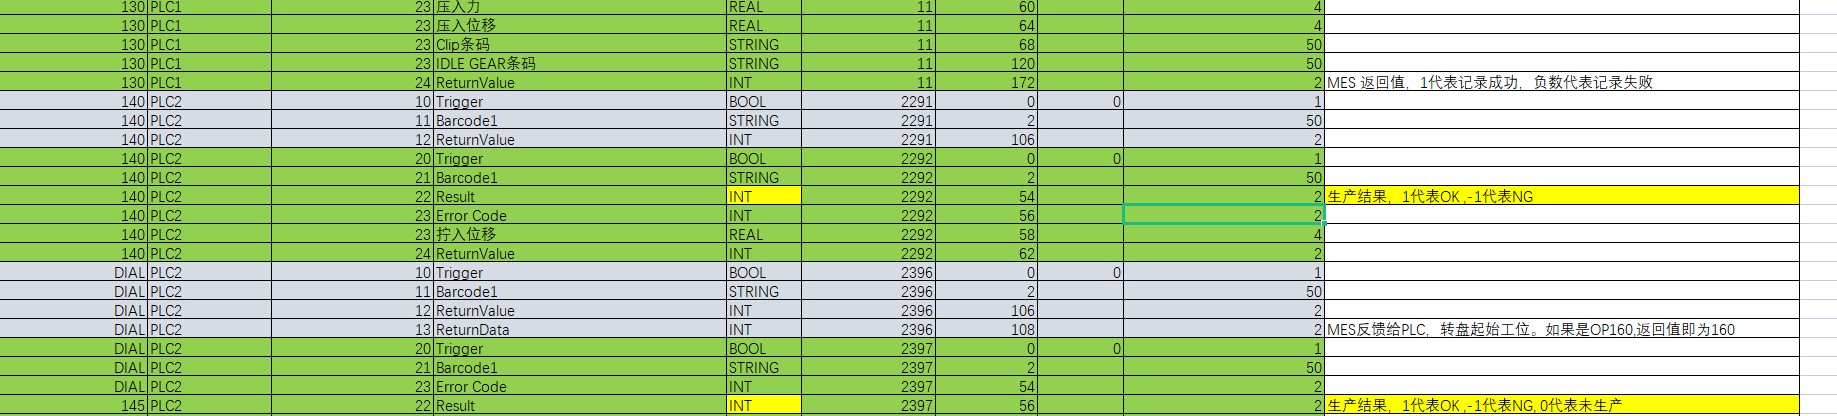 130 PLC1 23 压入力 REAL 11 60 4
130 PLC1 23 压入位移 REAL 11 64 4
130 PLC1 23 Clip条码 STRING 11 68 50
130 PLC1 23 IDLE GEAR条码 STRING 11 120 50
130 PLC1 24 ReturnValue INT 11 172 2 MES 返回值，1代表记录成功，负数代表记录失败
140 PLC2 10 Trigger BOOL 2291 0 0 1
140 PLC2 11 Barcode1 STRING 2291 2 50
140 PLC2 12 ReturnValue INT 2291 106 2
140 PLC2 20 Trigger BOOL 2292 0 0 1
140 PLC2 21 Barcode1 STRING 2292 2 50
140 PLC2 22 Result INT 2292 54 2 生产结果，1代表OK ,-1代表NG
140 PLC2 23 Error Code INT 2292 56 2
140 PLC2 23 拧入位移 REAL 2292 58 4
140 PLC2 24 ReturnValue INT 2292 62 2
DIAL PLC2 10 Trigger BOOL 2396 0 0 1
DIAL PLC2 11 Barcode1 STRING 2396 2 50
DIAL PLC2 12 ReturnValue INT 2396 106 2
DIAL PLC2 13 ReturnData INT 2396 108 2 MES反馈给PLC，转盘起始工位。如果是OP160,返回值即为160
DIAL PLC2 20 Trigger BOOL 2397 0 0 1
DIAL PLC2 21 Barcode1 STRING 2397 2 50
DIAL PLC2 23 Error Code INT 2397 54 2
145 PLC2 22 Result INT 2397 56 2 生产结果，1代表OK ,-1代表NG, 0代表未生产